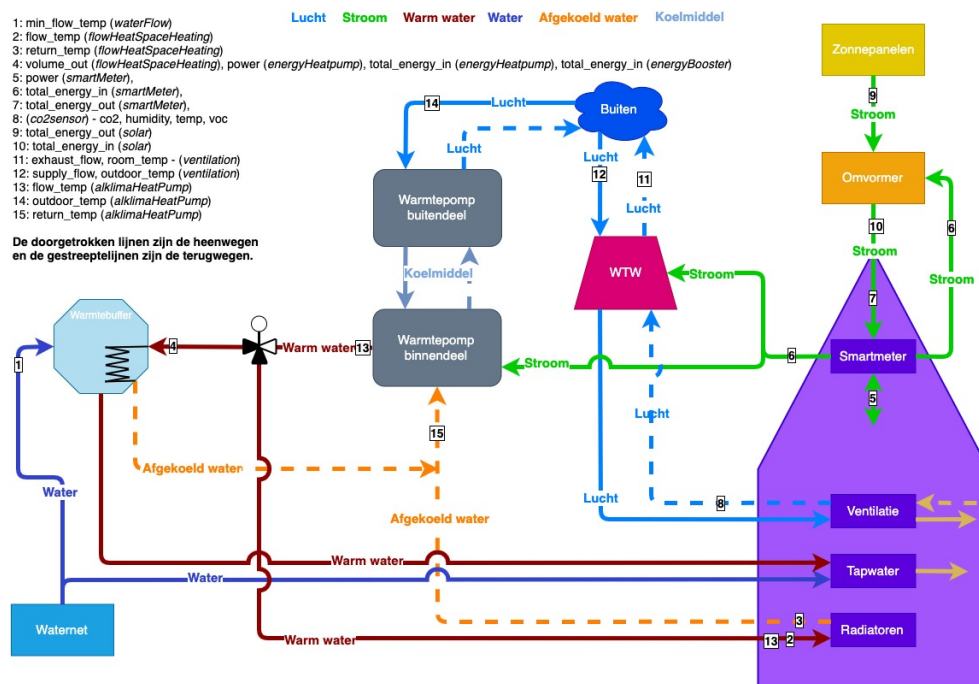 Lucht Stroom Warm water Water Afgekoeld water Koelmiddel
1: min_flow_temp (waterFlow)
2: flow_temp (flowHeatSpaceHeating)
3: return_temp (flowHeatSpaceHeating)
4: volume_out (flowHeatSpaceHeating), power (energyHeatpump), total_energy_in (energyHeatpump), total_energy_in (energyBooster)
5: power (smartMeter),
6: total_energy_in (smartMeter),
7: total_energy_out (smartMeter),
8: (co2sensor) - co2, humidity, temp, voc
9: total_energy_out (solar)
10: total_energy_in (solar)
11: exhaust_flow, room_temp - (ventilation)
12: supply_flow, outdoor_temp (ventilation)
13: flow_temp (alklimaHeatPump)
14: outdoor_temp (alklimaHeatPump)
15: return_temp (alklimaHeatPump)
De doorgetrokken lijnen zijn de heenwegen
en de gestreeptelijnen zijn de terugwegen.
Zonnepanelen
9
Stroom
14
Lucht
Buiten
Lucht
Lucht
12
11
Lucht
Omvormer
10
Stroom
6
Stroom
7
Warmtepomp
buitendeel
Koelmiddel
WTW
Stroom
Warmtebuffer
1
4
Warm water
13
Warmtepomp
binnendeel
Stroom
6
Smartmeter
5
15
Lucht
Afgekoeld water
Water
Lucht
8
Ventilatie
Afgekoeld water
Warm water
Water
Tapwater
Waternet
3
Radiatoren
Warm water
13
2